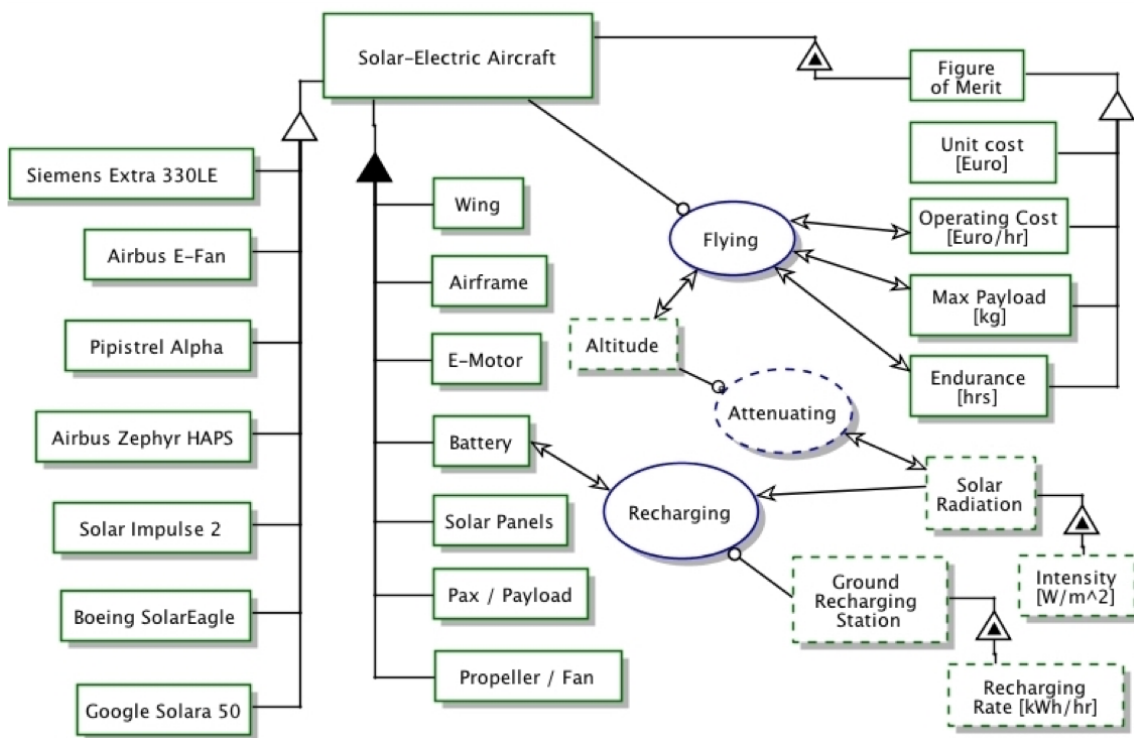 Solar-Electric Aircraft
Figure
of Merit
Unit cost
[Euro]
Operating Cost
[Euro/hr]
Max Payload
[kg]
Endurance
[hrs]
Siemens Extra 330LE
Airbus E-Fan
Pipistrel Alpha
Airbus Zephyr HAPS
Solar Impulse 2
Boeing SolarEagle
Google Solara 50
Wing
Airframe
E-Motor
Battery
Solar Panels
Pax / Payload
Propeller / Fan
Flying
Altitude
Attenuating
Recharging
Solar
Radiation
Intensity
[W/m^2]
Ground
Recharging
Station
Recharging
Rate [kWh/hr]